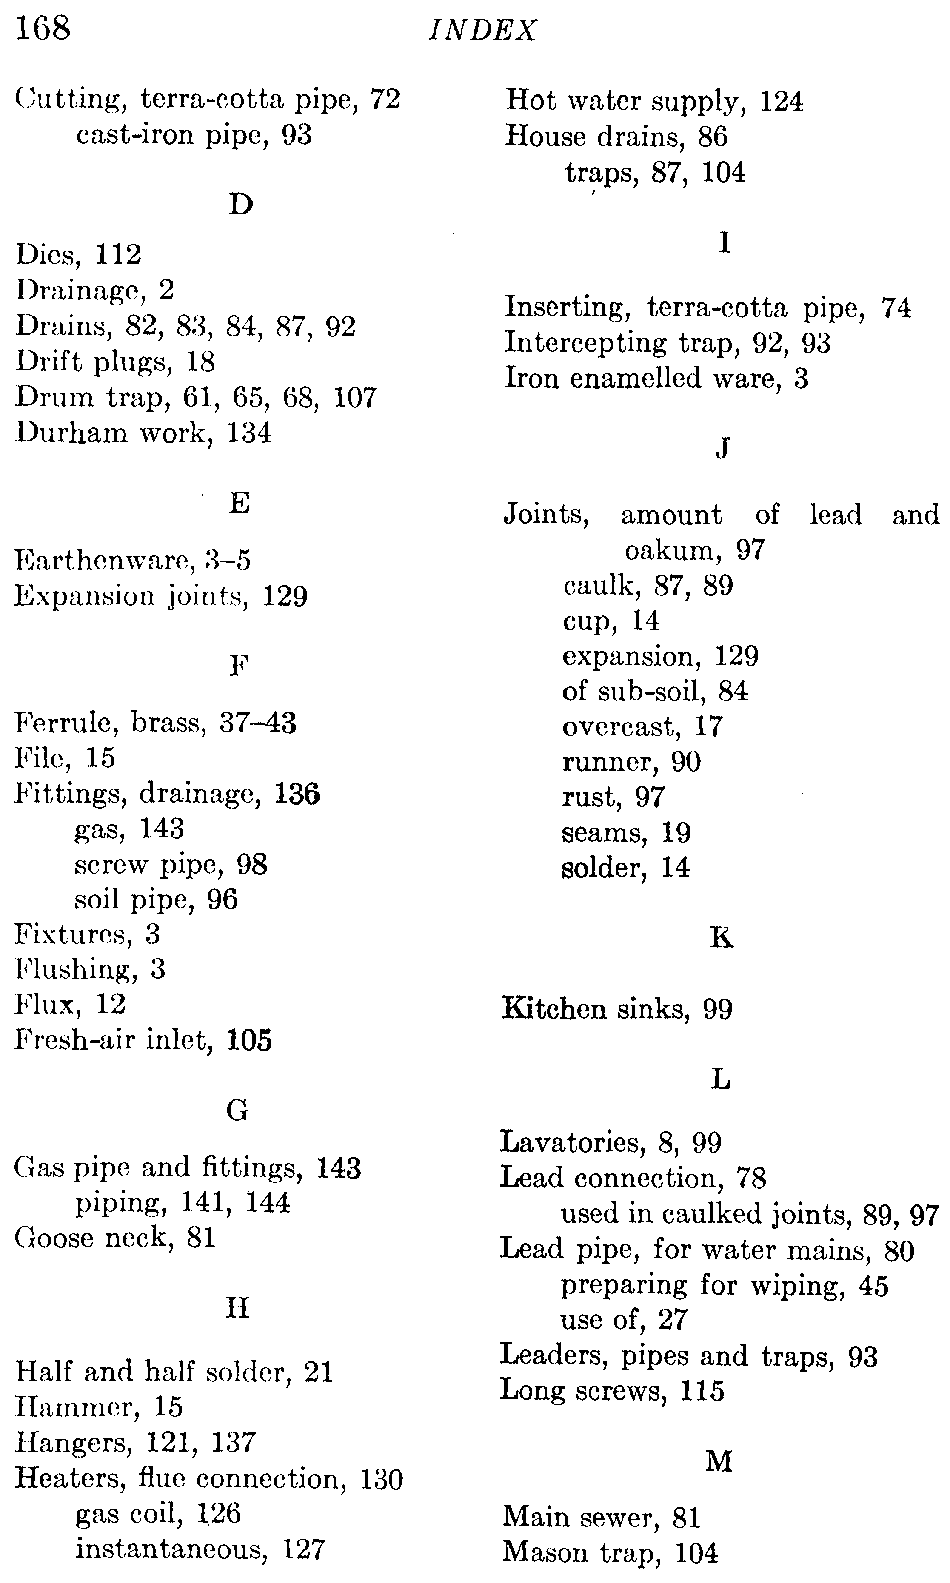 168 INDEX
Cutting, terra-cotta pipe, 72
cast-iron pipe, 93
D
Dies, 112
Drainage, 2
Drains, 82, 83, 84, 87, 92
Drift plugs, 18
Drum trap, 61, 65, 68, 107
Durham work, 134
E
Earthenware, 3–5
Expansion joints, 129
F
Ferrule, brass, 37–43
File, 15
Fittings, drainage, 136
gas, 143
screw pipe, 98
soil pipe, 96
Fixtures, 3
Flushing, 3
Flux, 12
Fresh-air inlet, 105
G
Gas pipe and fittings, 143
piping, 141, 144
Goose neck, 81
H
Half and half solder, 21
Hammer, 15
Hangers, 121, 137
Heaters, flue connection, 130
gas coil, 126
instantaneous, 127
Hot water supply, 124
House drains, 86
traps, 87, 104
I
Inserting, terra-cotta pipe, 74
Intercepting trap, 92, 93
Iron enamelled ware, 3
J
Joints, amount of lead and
oakum, 97
caulk, 87, 89
cup, 14
expansion, 129
of sub-soil, 84
overcast, 17
runner, 90
rust, 97
seams, 19
solder, 14
K
Kitchen sinks, 99
L
Lavatories, 8, 99
Lead connection, 78
used in caulked joints, 89, 97
Lead pipe, for water mains, 80
preparing for wiping, 45
use of, 27
Leaders, pipes and traps, 93
Long screws, 115
M
Main sewer, 81
Mason trap, 104